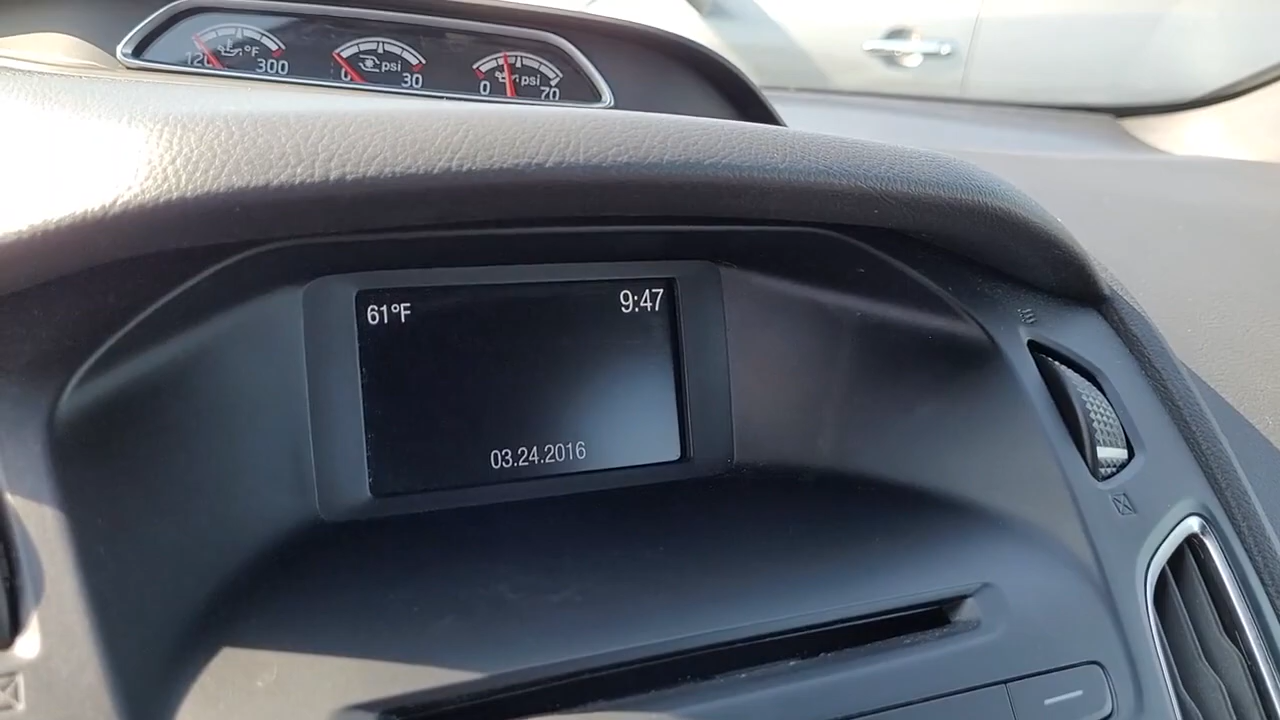 120 °F 300
0 psi 30
0 psi 70
61°F 9:47
03.24.2016